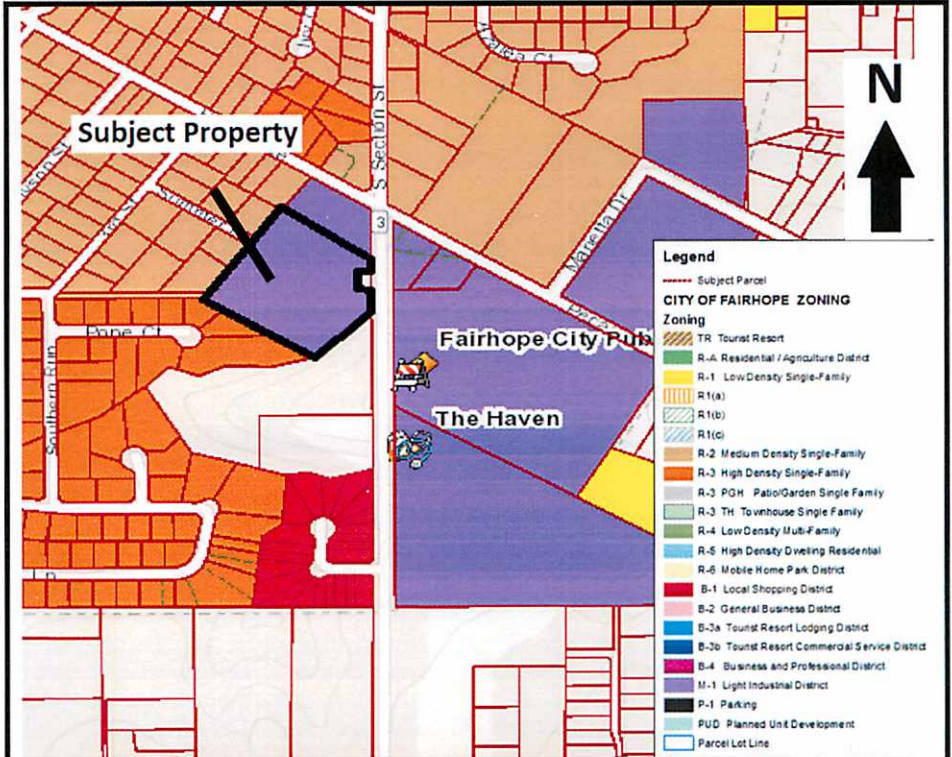 Subject Property
N
S Section St
3
3rd St
Pope Ct
Southern Run
Marietta Dr
Fairhope City Pub
The Haven
Ln
Legend
Subject Parcel
CITY OF FAIRHOPE ZONING
Zoning
TR Tourist Resort
R-A Residential / Agriculture District
R-1 Low Density Single-Family
R1(a)
R1(b)
R1(c)
R-2 Medium Density Single-Family
R-3 High Density Single-Family
R-3 PGH Patio/Garden Single Family
R-3 TH Townhouse Single Family
R-4 Low Density Multi-Family
R-5 High Density Dwelling Residential
R-6 Mobile Home Park District
B-1 Local Shopping District
B-2 General Business District
B-3a Tourist Resort Lodging District
B-3b Tourist Resort Commercial Service District
B-4 Business and Professional District
M-1 Light Industrial District
P-1 Parking
PUD Planned Unit Development
Parcel Lot Line